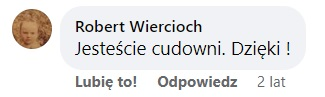 Robert Wiercioch
Jesteście cudowni. Dzięki !
Lubię to! Odpowiedz 2 lat